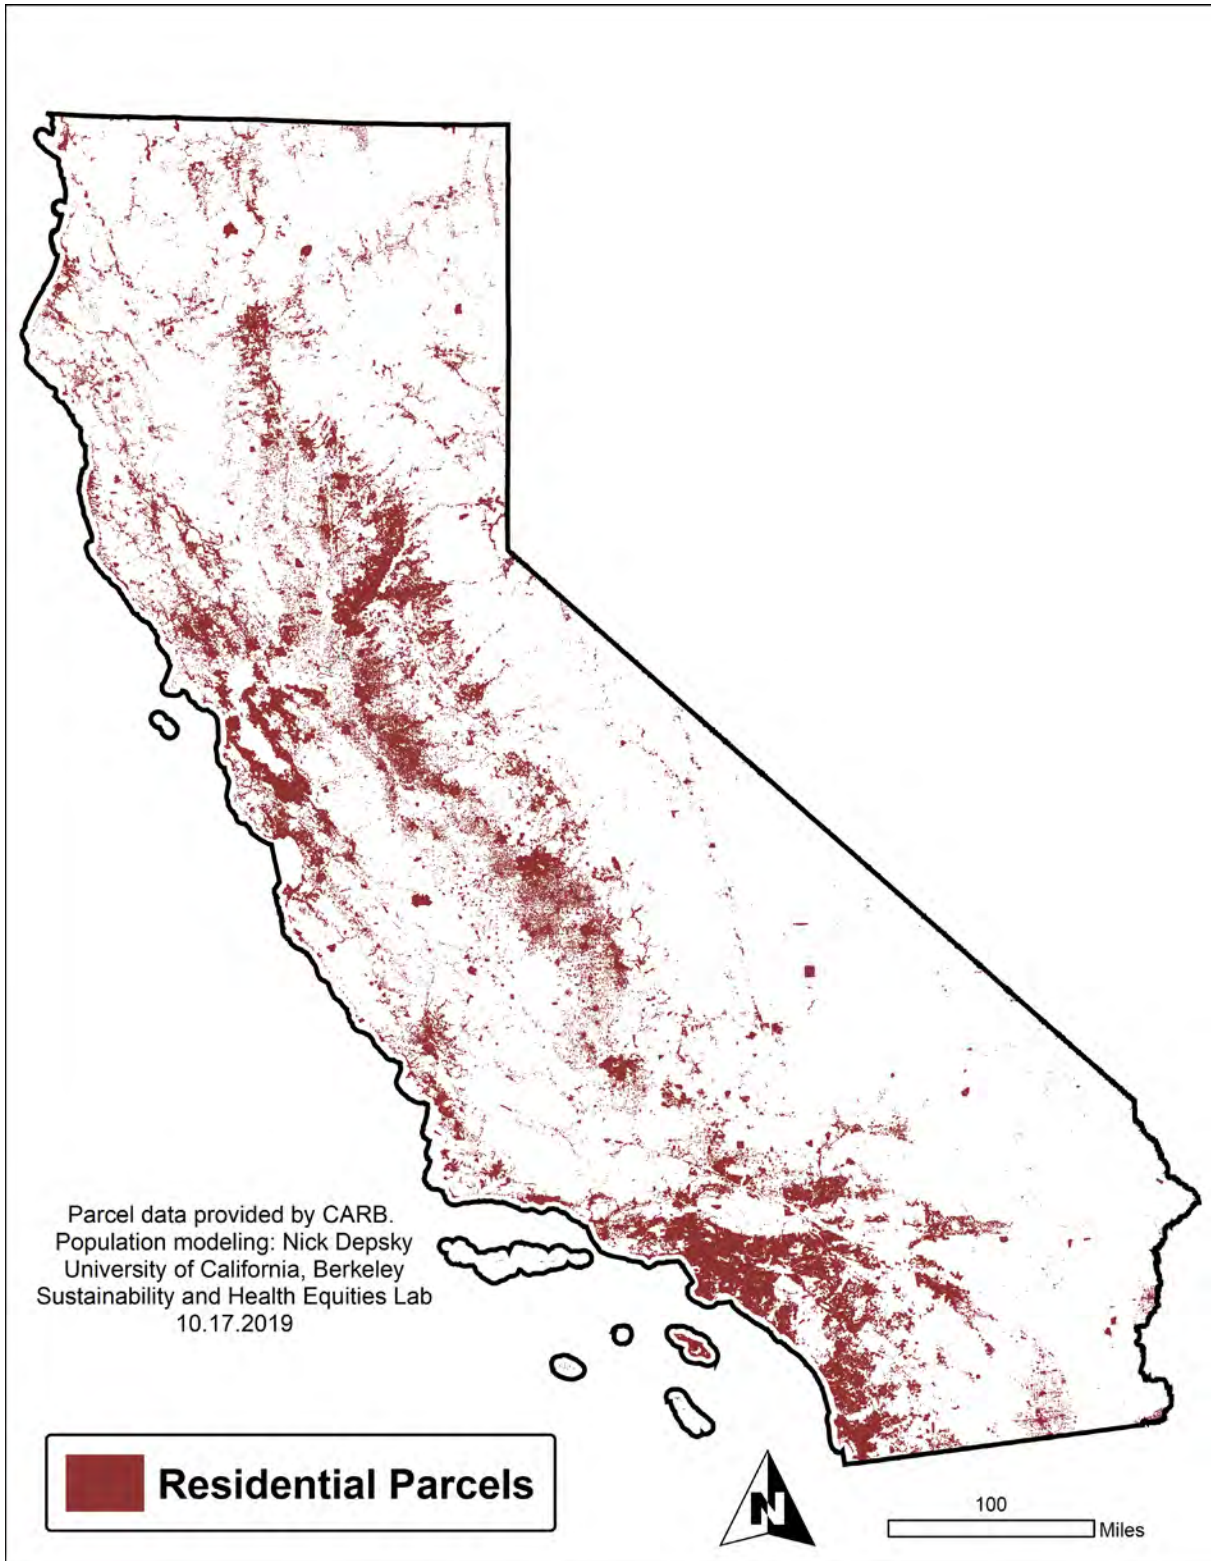 Parcel data provided by CARB.
Population modeling: Nick Depsky
University of California, Berkeley
Sustainability and Health Equities Lab
10.17.2019
Residential Parcels
N
100
Miles